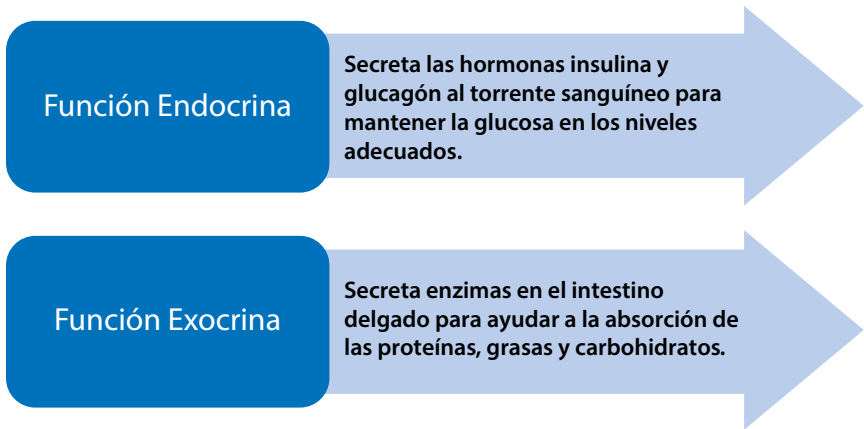 Función Endocrina
Secreta las hormonas insulina y
glucagón al torrente sanguíneo para
mantener la glucosa en los niveles
adecuados.
Función Exocrina
Secreta enzimas en el intestino
delgado para ayudar a la absorción de
las proteínas, grasas y carbohidratos.